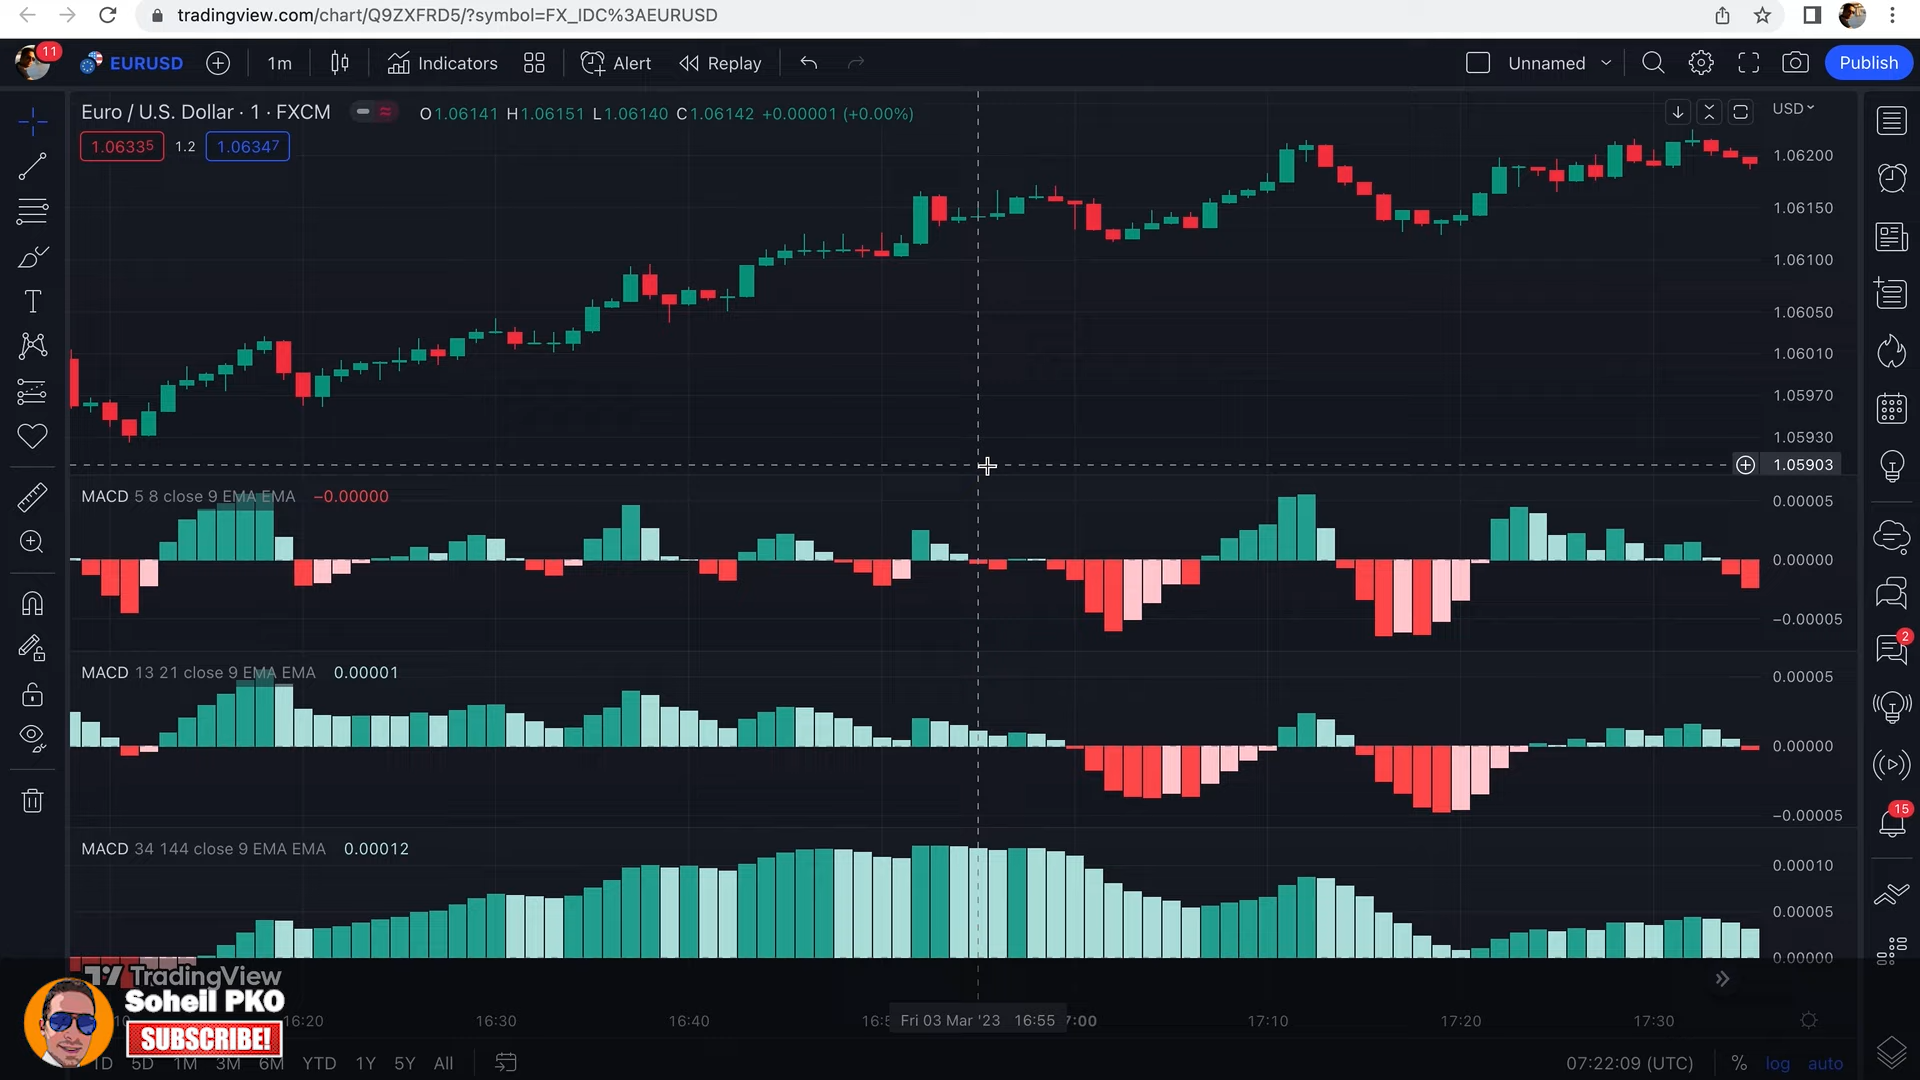 tradingview.com/chart/Q9ZXFRD5/?symbol=FX_IDC%3AEURUSD
11 EURUSD 1m Indicators Alert Replay Unnamed Publish
Euro / U.S. Dollar · 1 · FXCM O1.06141 H1.06151 L1.06140 C1.06142 +0.00001 (+0.00%) USD
1.06335 1.2 1.06347
1.06200
1.06150
1.06100
1.06050
1.06010
1.05970
1.05930
1.05903
MACD 5 8 close 9 EMA EMA −0.00000
0.00005
0.00000
−0.00005
MACD 13 21 close 9 EMA EMA 0.00001
0.00005
0.00000
−0.00005
MACD 34 144 close 9 EMA EMA 0.00012
0.00010
0.00005
0.00000
2
15
TradingView
Soheil PKO
SUBSCRIBE!
16:20 16:30 16:40 Fri 03 Mar '23 16:55 7:00 17:10 17:20 17:30
1D 5D 1M 3M 6M YTD 1Y 5Y All 07:22:09 (UTC) % log auto